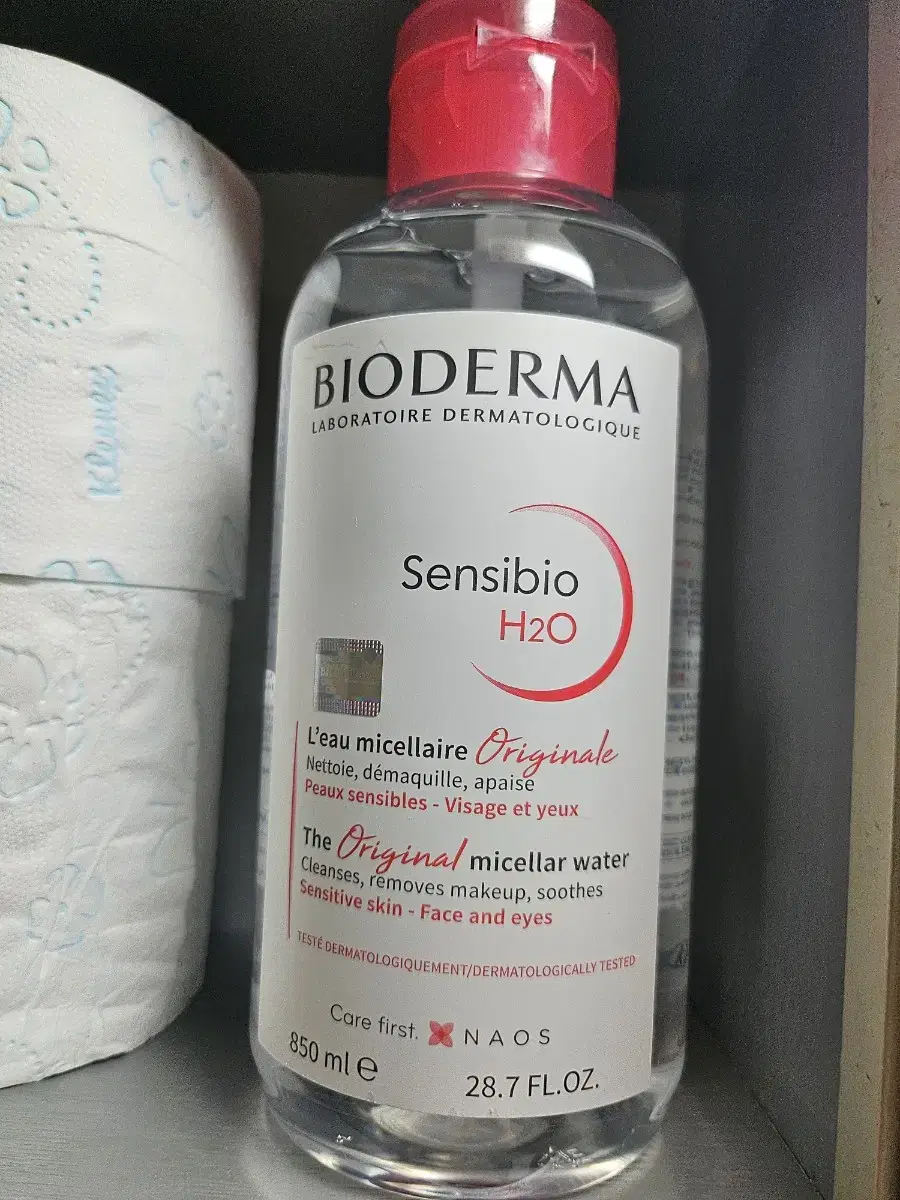 Kleenex
BIODERMA
LABORATOIRE DERMATOLOGIQUE
Sensibio
H2O
L'eau micellaire Originale
Nettoie, démaquille, apaise
Peaux sensibles - Visage et yeux
The Original micellar water
Cleanses, removes makeup, soothes
Sensitive skin - Face and eyes
TESTÉ DERMATOLOGIQUEMENT/DERMATOLOGICALLY TESTED
Care first. NAOS
850 ml e
28.7 FL.OZ.